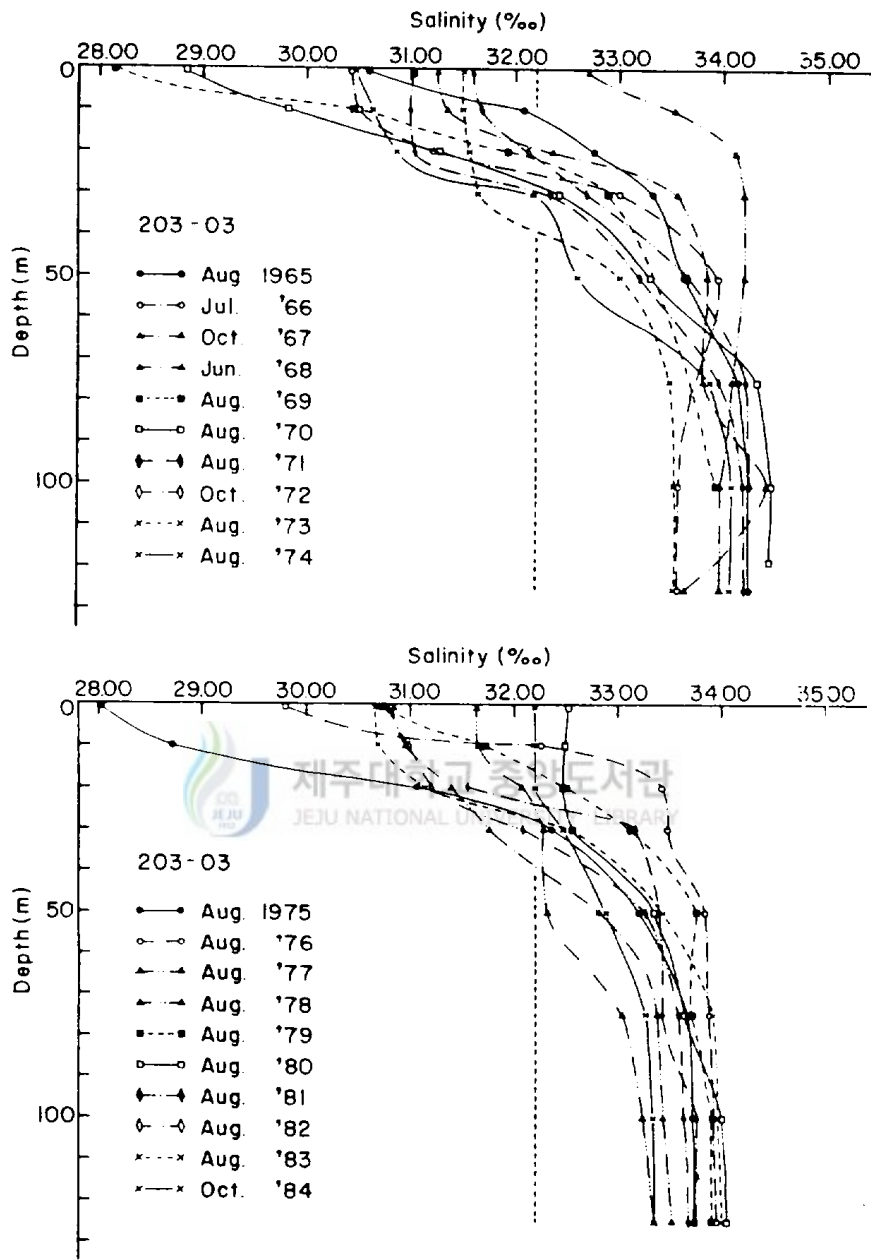 Salinity (‰)
28.00 29.00 30.00 31.00 32.00 33.00 34.00 35.00
0
50
100
Depth (m)
203-03
Aug 1965
Jul. '66
Oct. '67
Jun. '68
Aug. '69
Aug. '70
Aug. '71
Oct. '72
Aug. '73
Aug. '74
Salinity (‰)
28.00 29.00 30.00 31.00 32.00 33.00 34.00 35.00
0
50
100
Depth (m)
제주대학교 중앙도서관
JEJU NATIONAL UNIVERSITY LIBRARY
JEJU
1952
203-03
Aug. 1975
Aug. '76
Aug. '77
Aug. '78
Aug. '79
Aug. '80
Aug. '81
Aug. '82
Aug. '83
Oct. '84